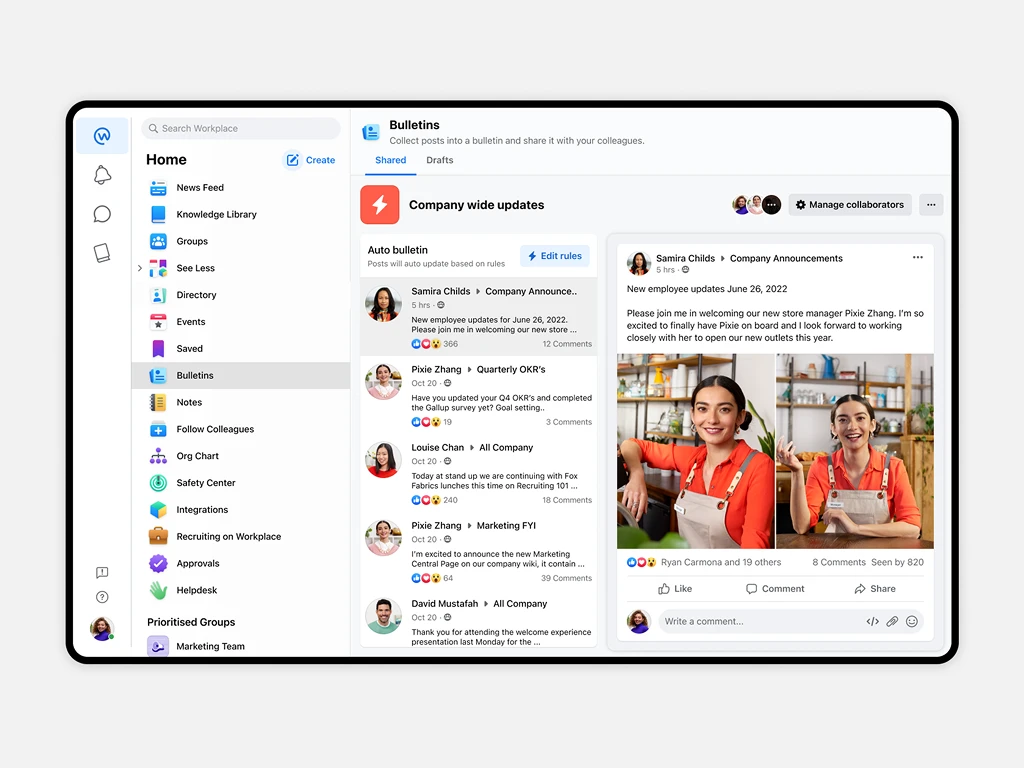 Search Workplace
Home
Create
News Feed
Knowledge Library
Groups
See Less
Directory
Events
Saved
Bulletins
Notes
Follow Colleagues
Org Chart
Safety Center
Integrations
Recruiting on Workplace
Approvals
Helpdesk
Prioritised Groups
Marketing Team
Bulletins
Collect posts into a bulletin and share it with your colleagues.
Shared
Drafts
Company wide updates
Manage collaborators
Auto bulletin
Posts will auto update based on rules
Edit rules
Samira Childs Company Announce..
5 hrs ·
New employee updates for June 26, 2022.
Please join me in welcoming our new store ...
366 12 Comments
Pixie Zhang Quarterly OKR's
Oct 20 ·
Have you updated your Q4 OKR's and completed
the Gallup survey yet? Goal setting..
19 3 Comments
Louise Chan All Company
Oct 20 ·
Today at stand up we are continuing with Fox
Fabrics lunches this time on Recruiting 101 ...
240 18 Comments
Pixie Zhang Marketing FYI
Oct 20 ·
I'm excited to announce the new Marketing
Central Page on our company wiki, it contain ...
64 39 Comments
David Mustafah All Company
Oct 20 ·
Thank you for attending the welcome experience
presentation last Monday for the ...
Samira Childs Company Announcements
5 hrs ·
New employee updates June 26, 2022
Please join me in welcoming our new store manager Pixie Zhang. I'm so
excited to finally have Pixie on board and I look forward to working
closely with her to open our new outlets this year.
Ryan Carmona and 19 others 8 Comments Seen by 820
Like Comment Share
Write a comment...